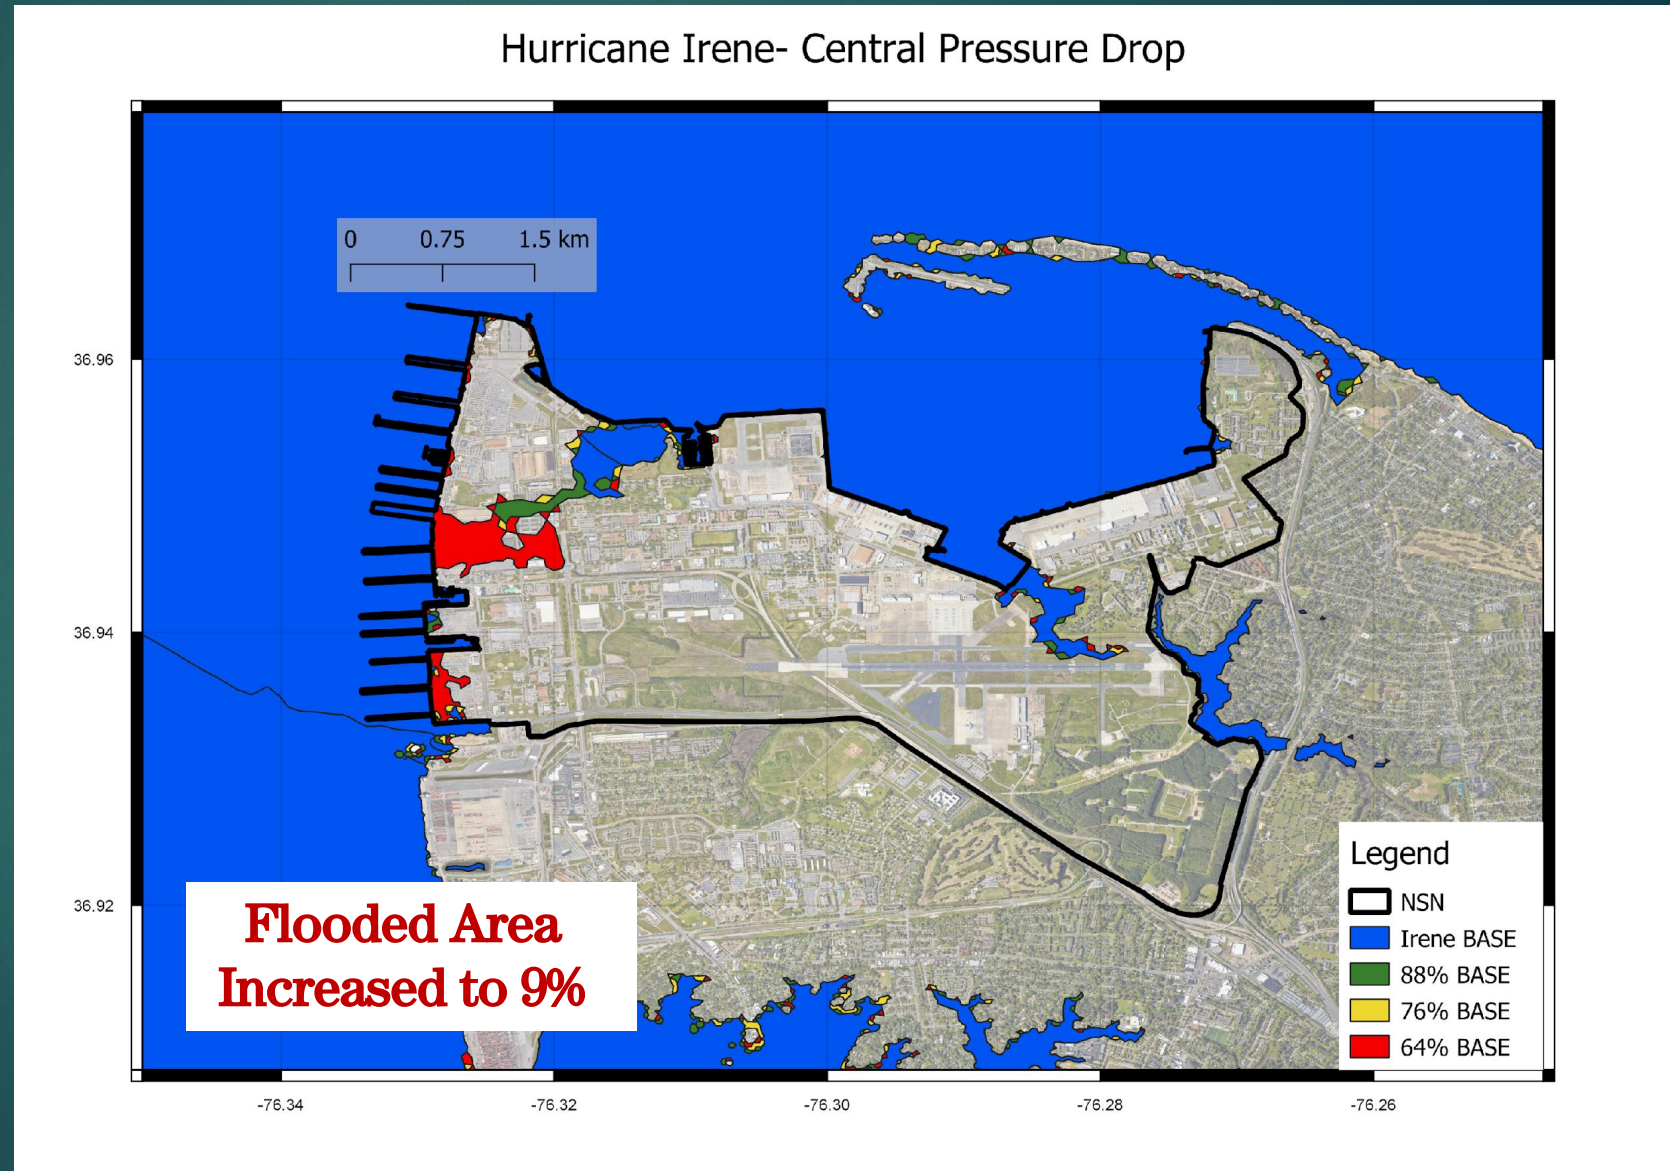 Hurricane Irene- Central Pressure Drop
0 0.75 1.5 km
36.96
36.94
36.92
Flooded Area
Increased to 9%
Legend
NSN
Irene BASE
88% BASE
76% BASE
64% BASE
-76.34 -76.32 -76.30 -76.28 -76.26